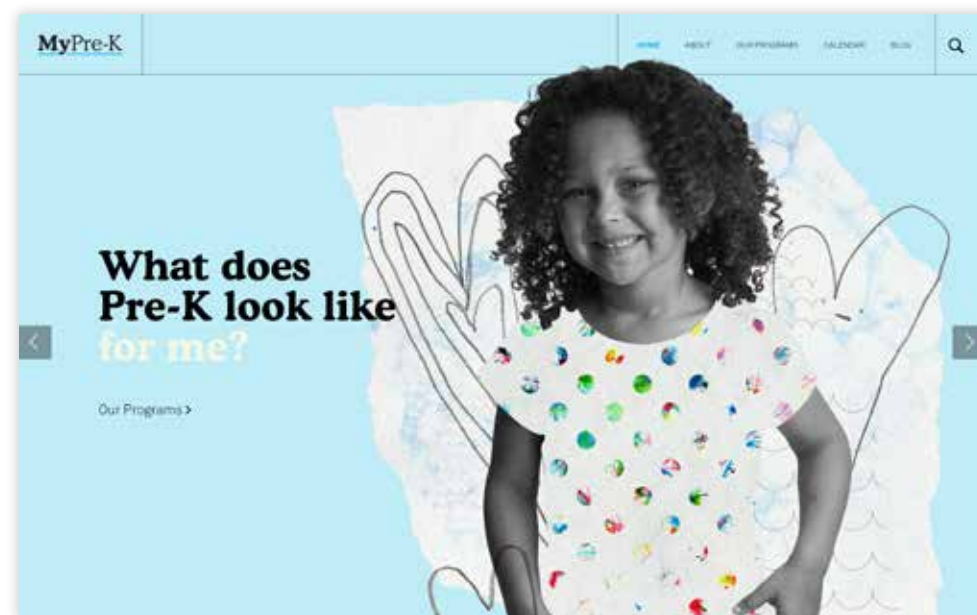 MyPre-K
HOME ABOUT OUR PROGRAMS CALENDAR BLOG
What does
Pre-K look like
for me?
Our Programs